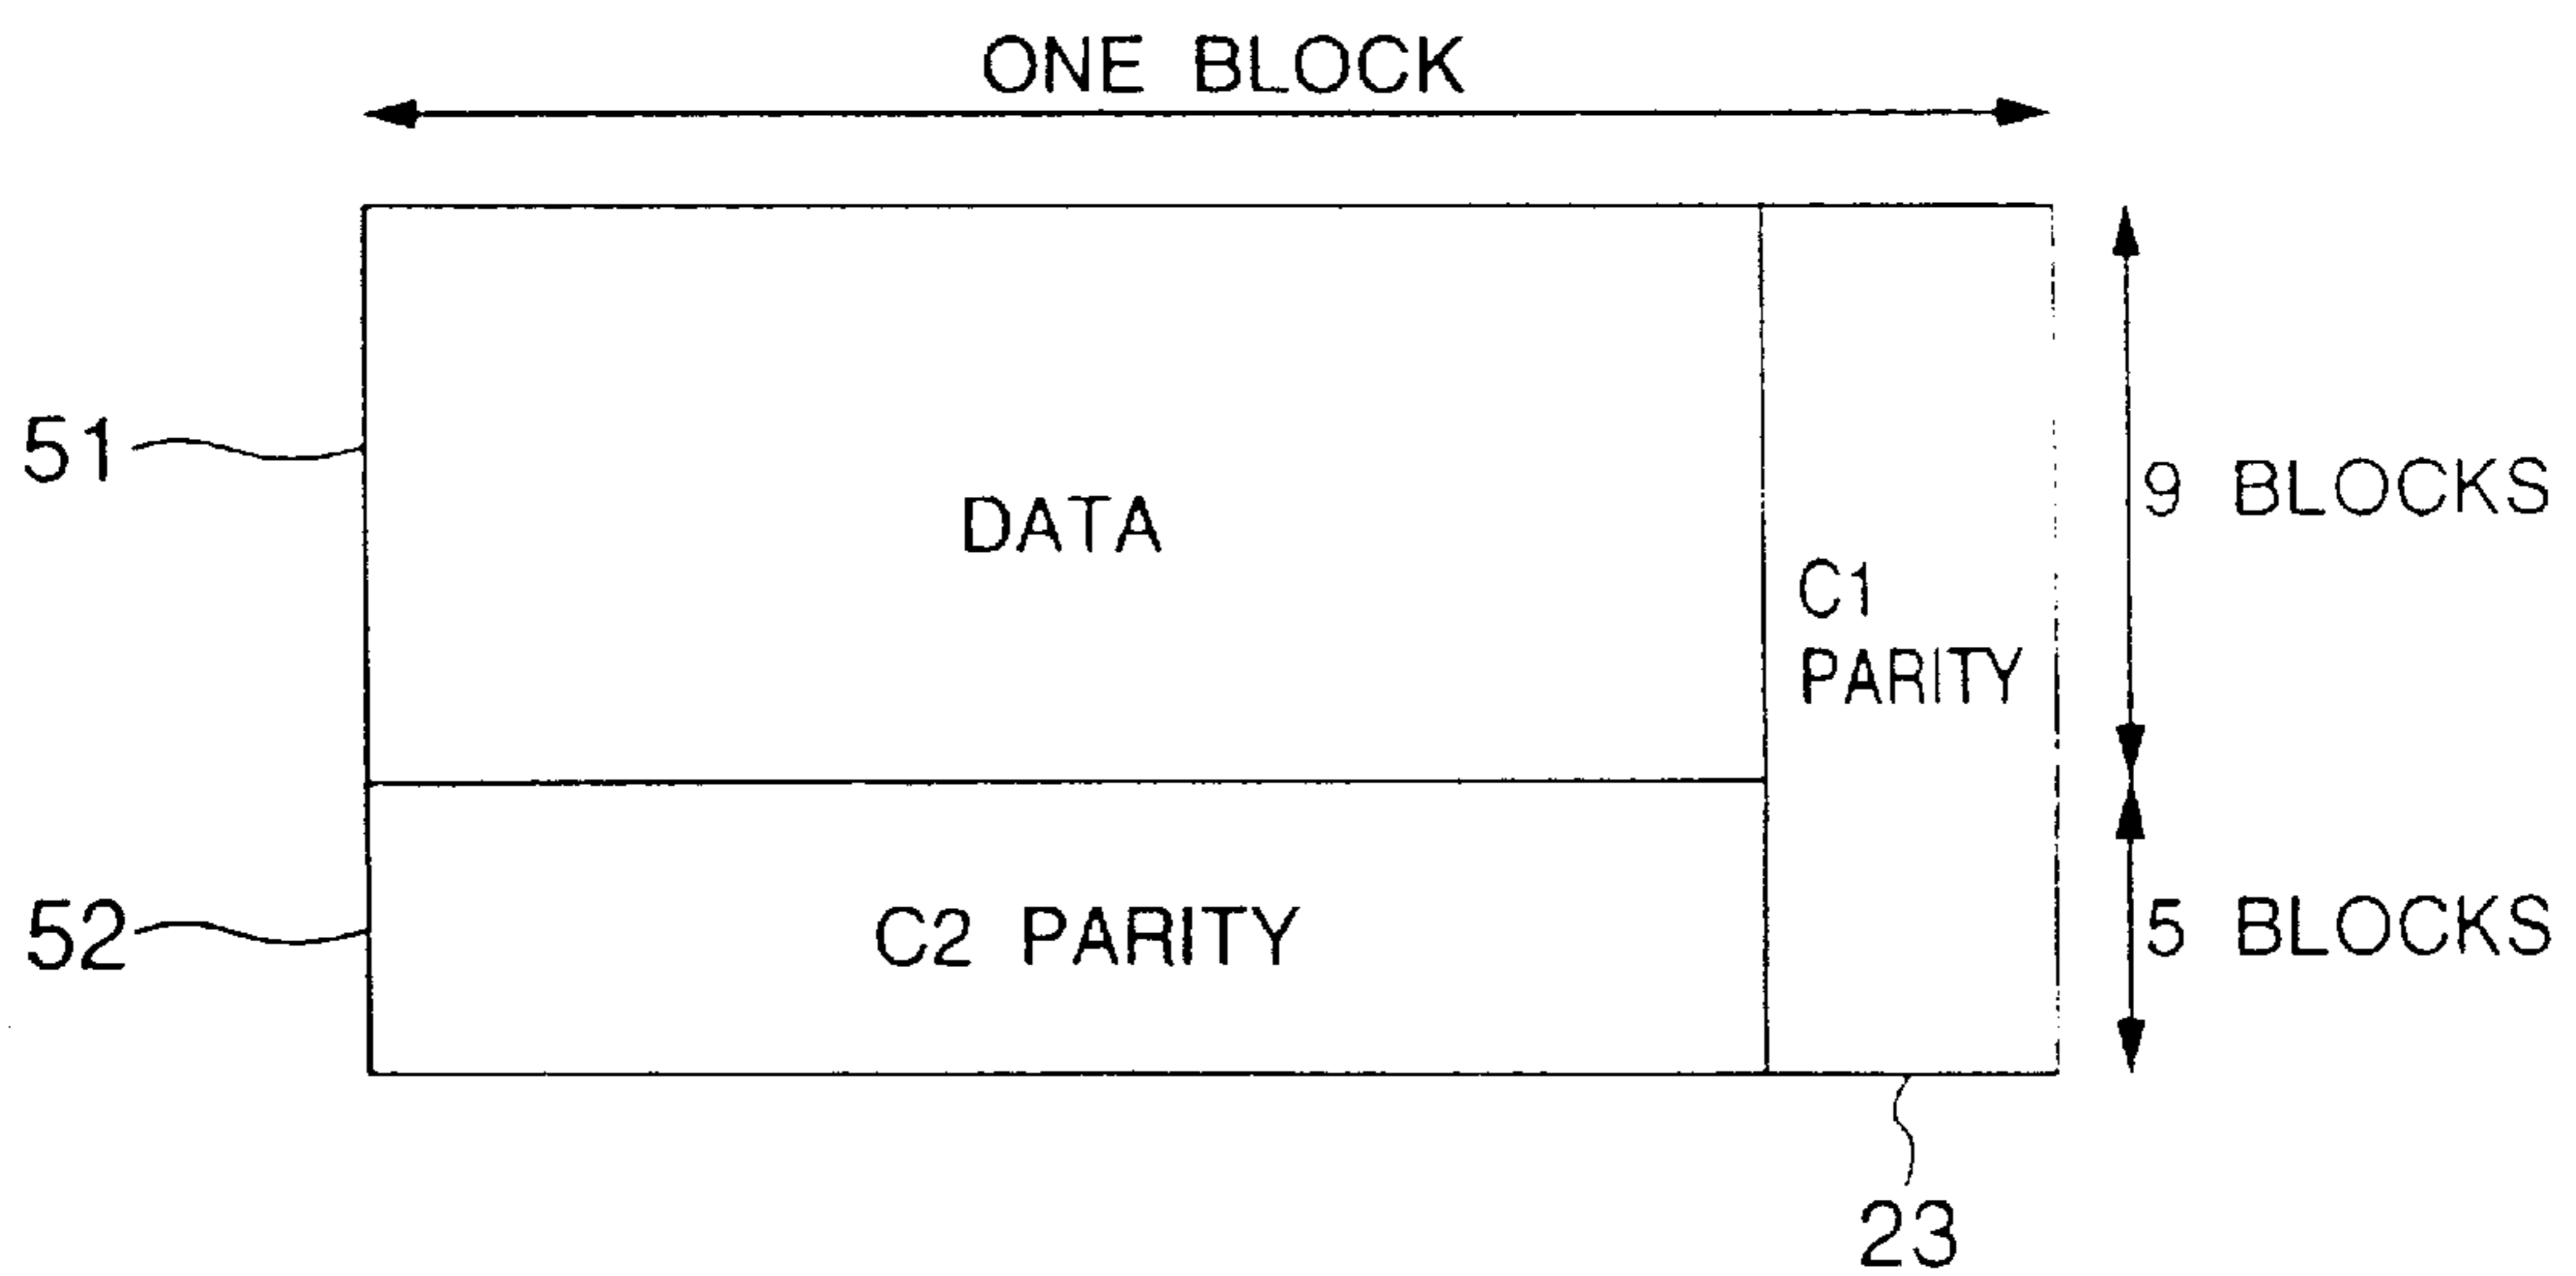 ONE BLOCK
51
DATA
9 BLOCKS
C1
PARITY
52
C2 PARITY
5 BLOCKS
23